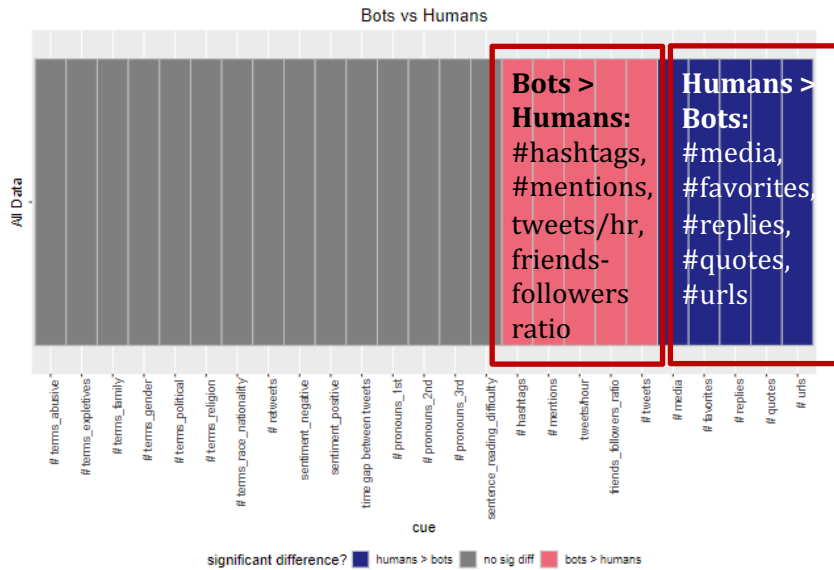 Bots vs Humans
All Data
Bots >
Humans:
#hashtags,
#mentions,
tweets/hr,
friends-
followers
ratio
Humans >
Bots:
#media,
#favorites,
#replies,
#quotes,
#urls
# terms_abusive
# terms_expletives
# terms_family
# terms_gender
# terms_political
# terms_religion
# terms_race_nationality
# retweets
sentiment_negative
sentiment_positive
time gap between tweets
# pronouns_1st
# pronouns_2nd
# pronouns_3rd
sentence_reading_difficulty
# hashtags
# mentions
tweets/hour
friends_followers_ratio
# tweets
# media
# favorites
# replies
# quotes
# urls
cue
significant difference? humans > bots no sig diff bots > humans